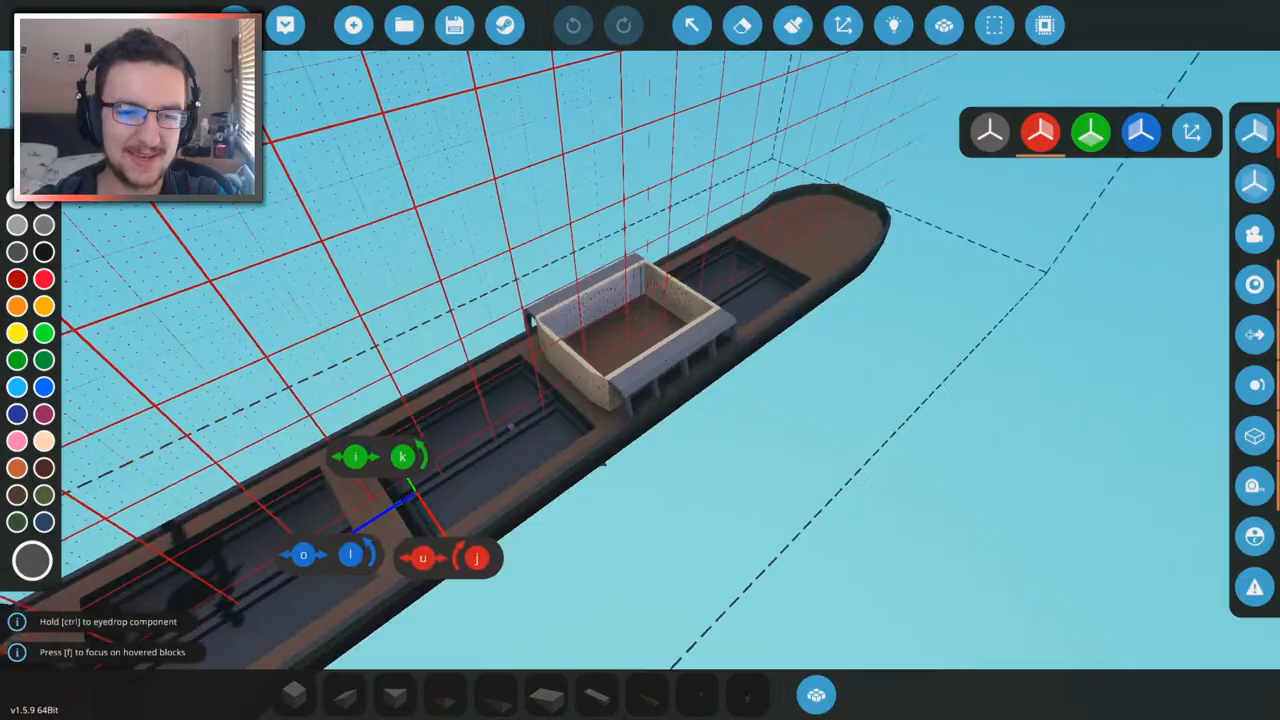 i k
o l
u j
Hold [ctrl] to eyedrop component
Press [f] to focus on hovered blocks
v1.5.9 64Bit